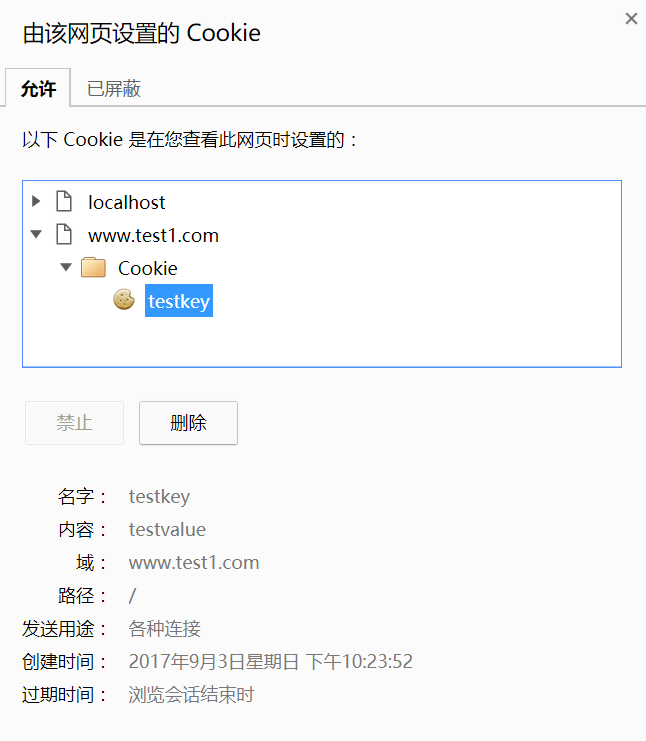 由该网页设置的 Cookie
允许 已屏蔽
以下 Cookie 是在您查看此网页时设置的：
localhost
www.test1.com
Cookie
testkey
禁止 删除
名字： testkey
内容： testvalue
域： www.test1.com
路径： /
发送用途： 各种连接
创建时间： 2017年9月3日星期日 下午10:23:52
过期时间： 浏览会话结束时